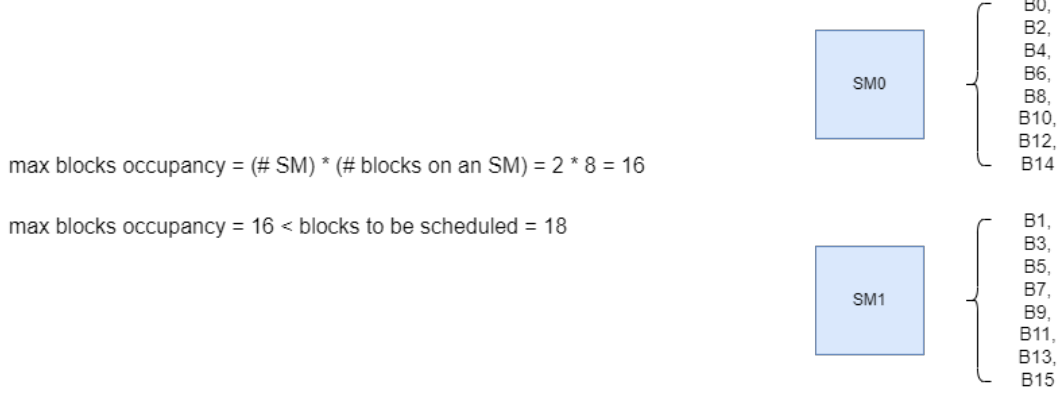 max blocks occupancy = (# SM) * (# blocks on an SM) = 2 * 8 = 16
max blocks occupancy = 16 < blocks to be scheduled = 18
SM0
B0,
B2,
B4,
B6,
B8,
B10,
B12,
B14
SM1
B1,
B3,
B5,
B7,
B9,
B11,
B13,
B15